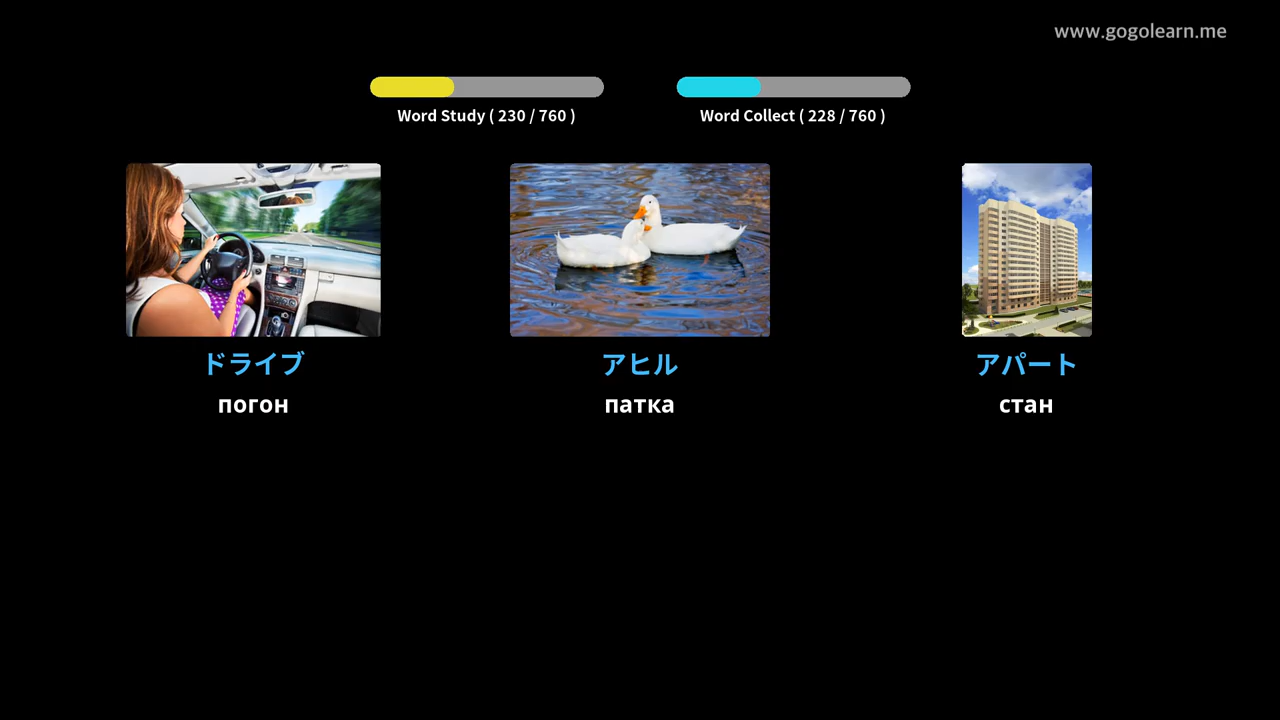 www.gogolearn.me
Word Study ( 230 / 760 )
Word Collect ( 228 / 760 )
ドライブ
погон
アヒル
патка
アパート
стан